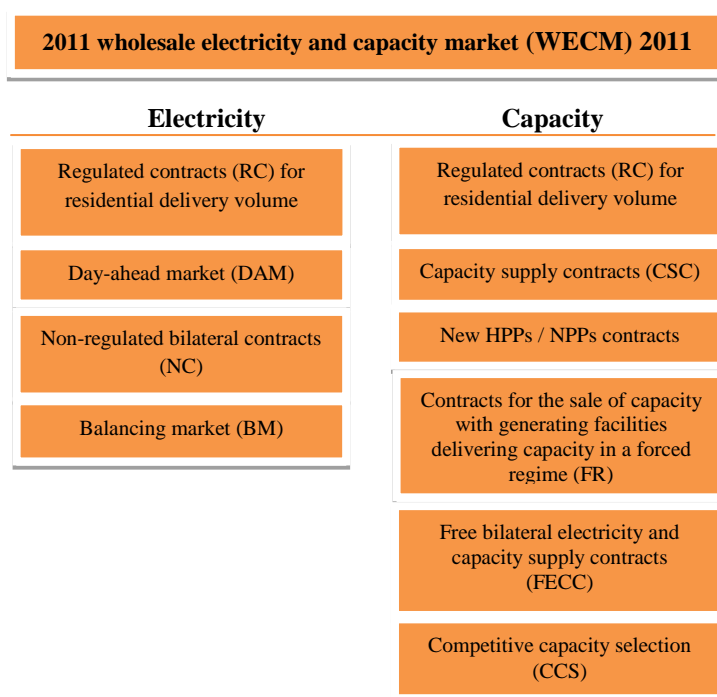 2011 wholesale electricity and capacity market (WECM) 2011
Electricity
Regulated contracts (RC) for
residential delivery volume
Day-ahead market (DAM)
Non-regulated bilateral contracts
(NC)
Balancing market (BM)
Capacity
Regulated contracts (RC) for
residential delivery volume
Capacity supply contracts (CSC)
New HPPs / NPPs contracts
Contracts for the sale of capacity
with generating facilities
delivering capacity in a forced
regime (FR)
Free bilateral electricity and
capacity supply contracts
(FECC)
Competitive capacity selection
(CCS)